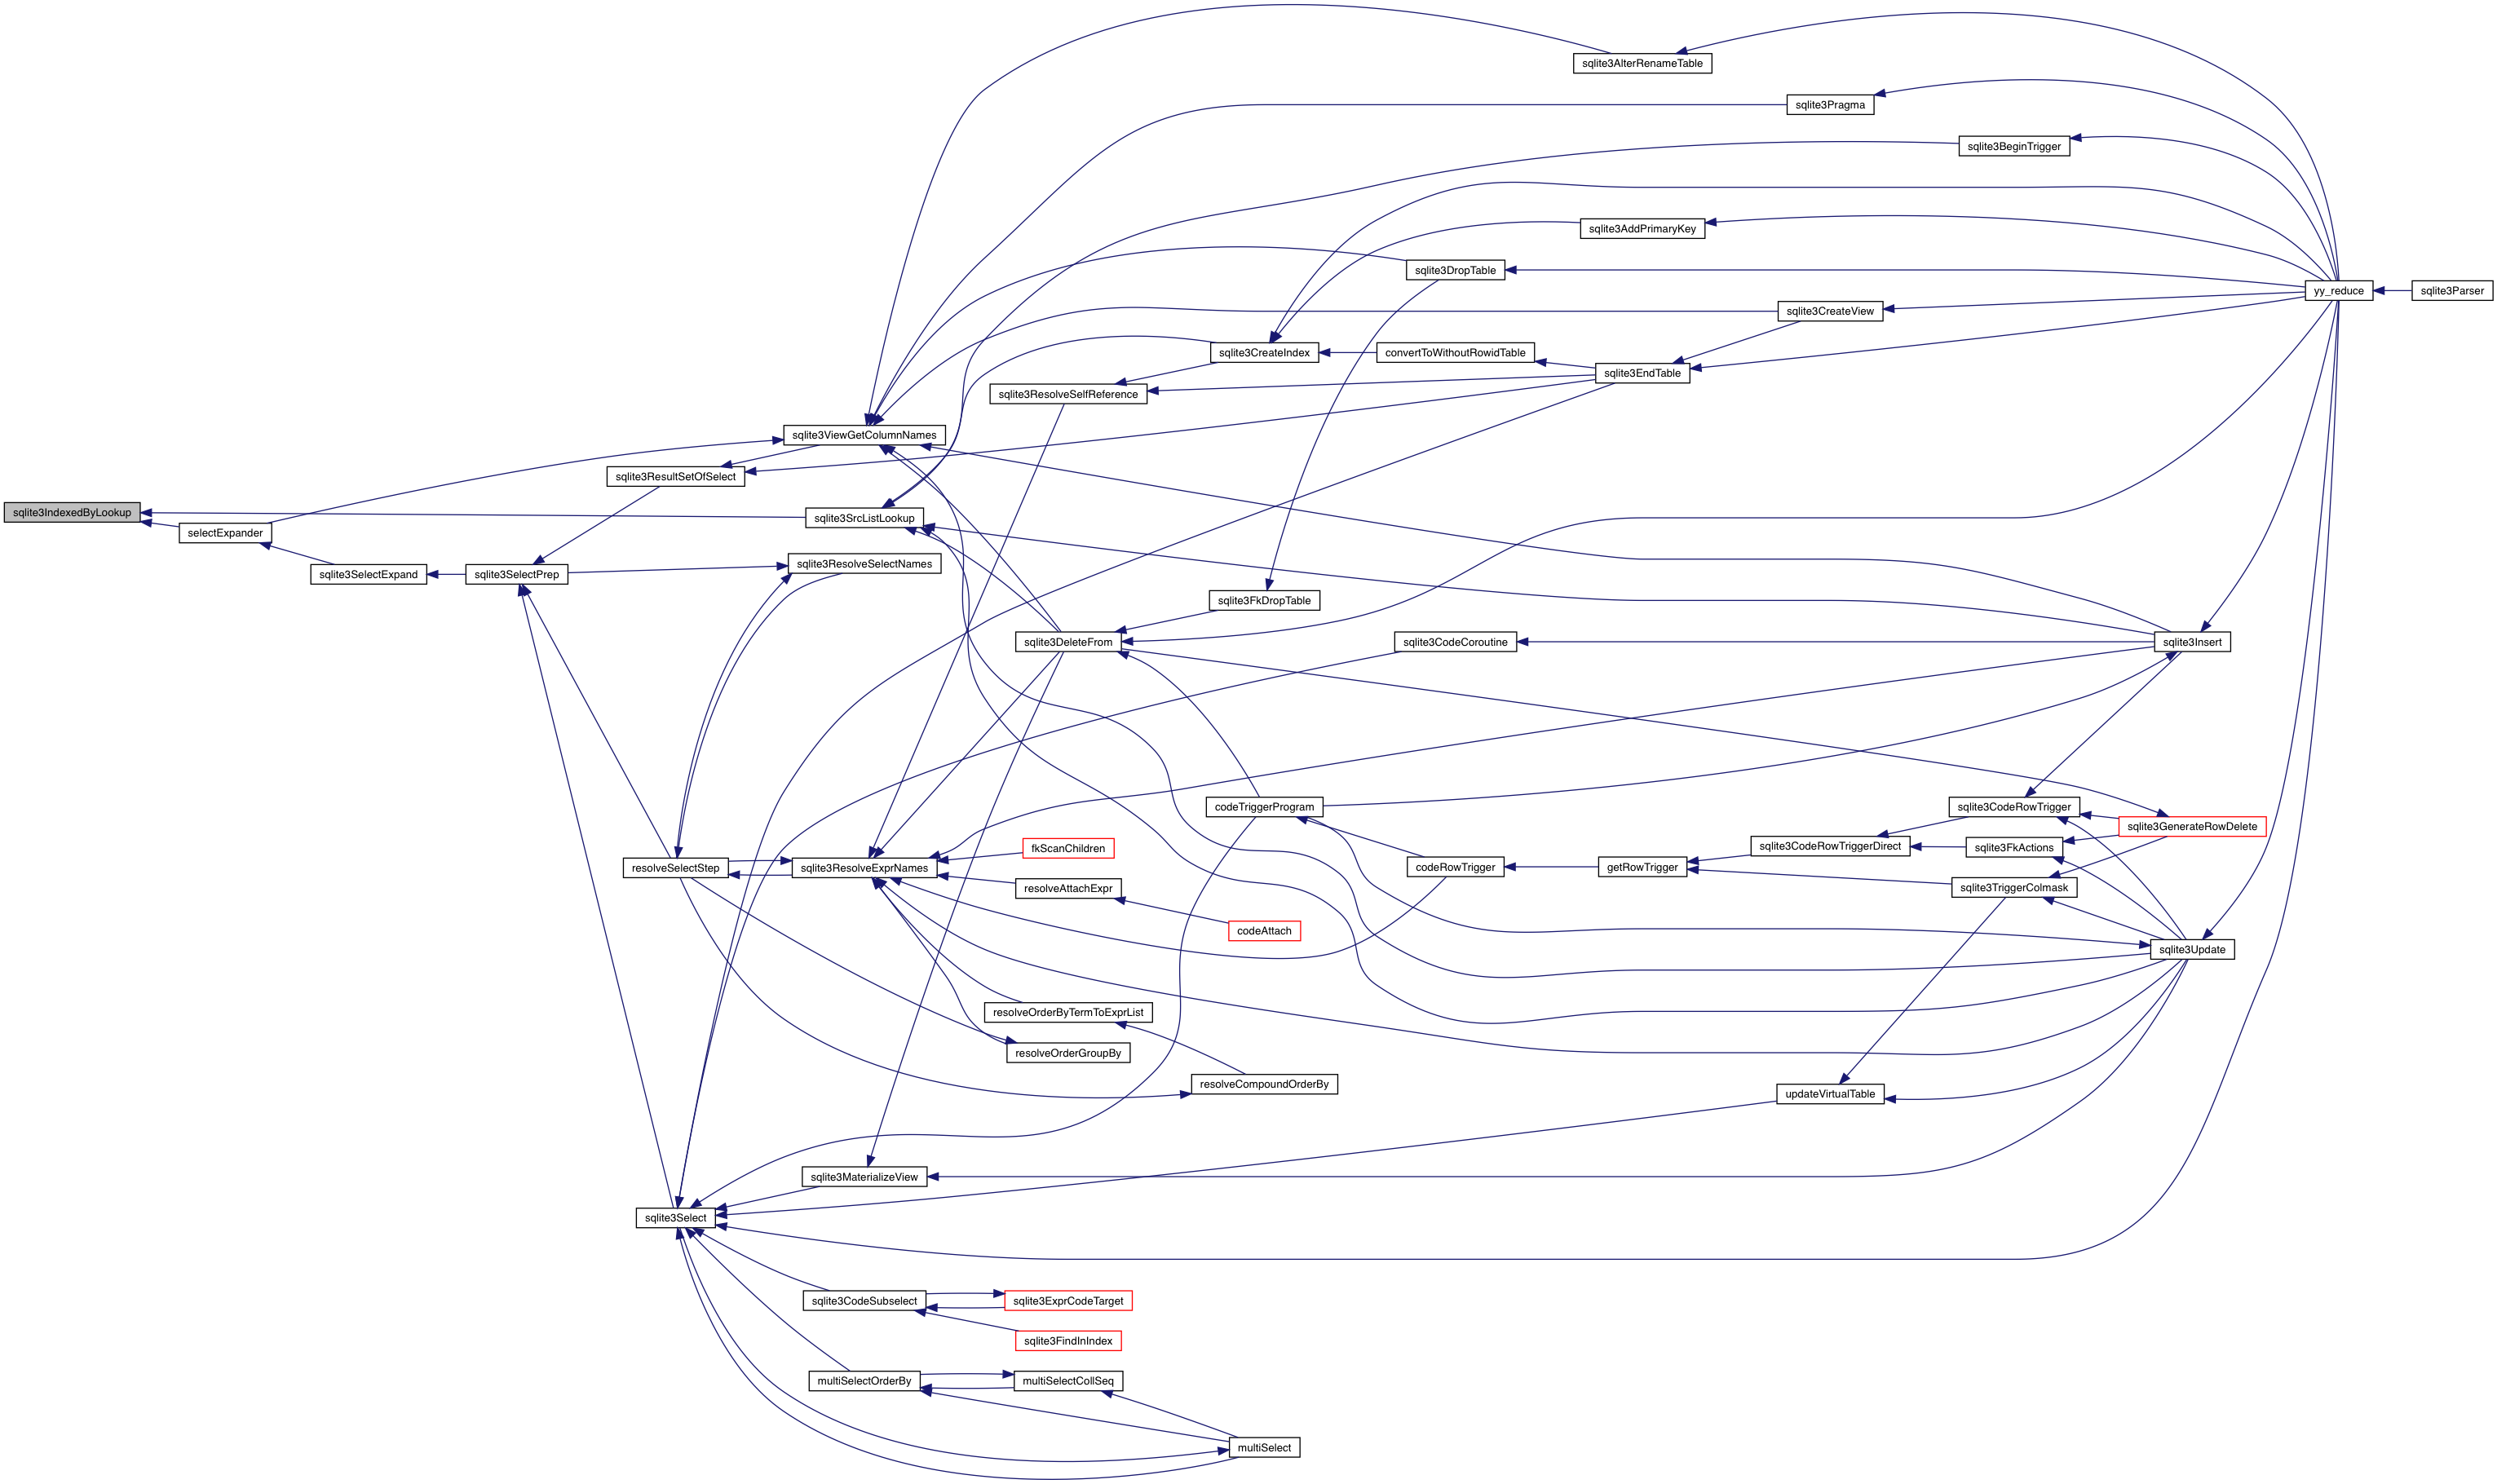 sqlite3AlterRenameTable
sqlite3Pragma
sqlite3BeginTrigger
sqlite3AddPrimaryKey
sqlite3DropTable
yy_reduce
sqlite3Parser
sqlite3CreateView
sqlite3CreateIndex
convertToWithoutRowidTable
sqlite3EndTable
sqlite3ResolveSelfReference
sqlite3ViewGetColumnNames
sqlite3ResultSetOfSelect
sqlite3IndexedByLookup
sqlite3SrcListLookup
selectExpander
sqlite3ResolveSelectNames
sqlite3SelectExpand
sqlite3SelectPrep
sqlite3FkDropTable
sqlite3DeleteFrom
sqlite3CodeCoroutine
sqlite3Insert
codeTriggerProgram
sqlite3CodeRowTrigger
sqlite3GenerateRowDelete
fkScanChildren
sqlite3CodeRowTriggerDirect
sqlite3FkActions
resolveSelectStep
sqlite3ResolveExprNames
codeRowTrigger
getRowTrigger
resolveAttachExpr
sqlite3TriggerColmask
codeAttach
sqlite3Update
resolveOrderByTermToExprList
resolveOrderGroupBy
resolveCompoundOrderBy
updateVirtualTable
sqlite3MaterializeView
sqlite3Select
sqlite3CodeSubselect
sqlite3ExprCodeTarget
sqlite3FindInIndex
multiSelectOrderBy
multiSelectCollSeq
multiSelect